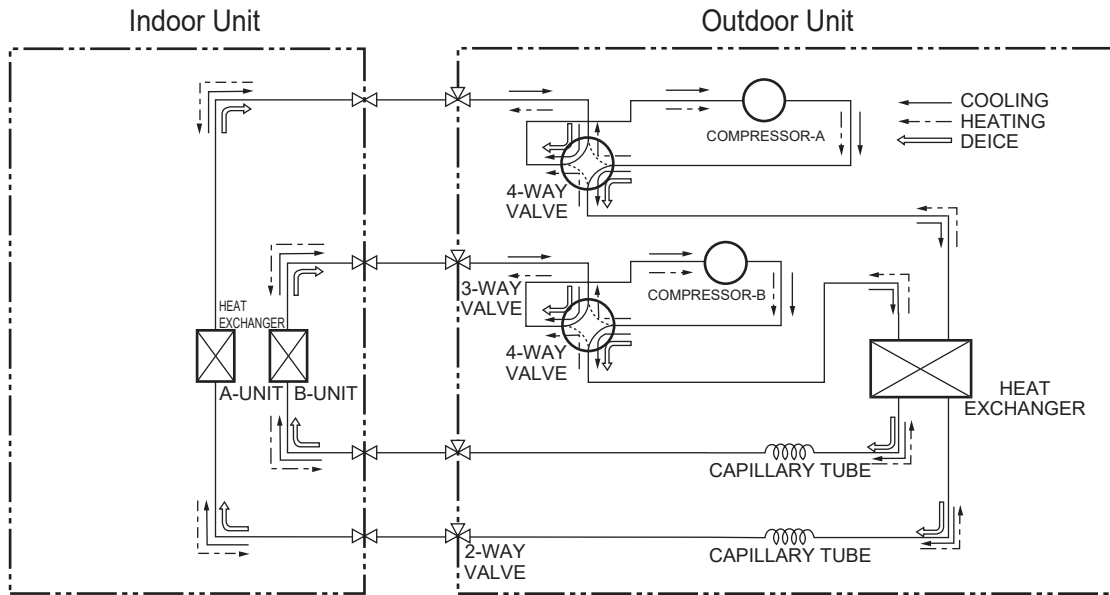 Indoor Unit
Outdoor Unit
COOLING
HEATING
DEICE
COMPRESSOR-A
4-WAY
VALVE
3-WAY
VALVE
COMPRESSOR-B
4-WAY
VALVE
HEAT
EXCHANGER
A-UNIT
B-UNIT
HEAT
EXCHANGER
CAPILLARY TUBE
2-WAY
VALVE
CAPILLARY TUBE